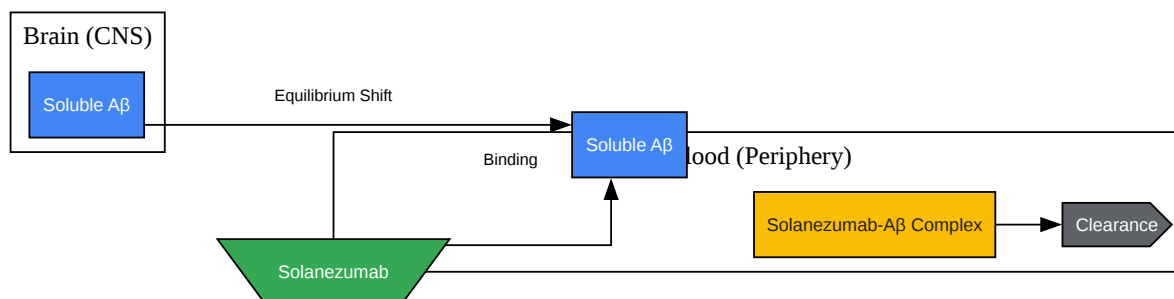 Brain (CNS)
Soluble Aβ
Equilibrium Shift
Soluble Aβ
Binding
lood (Periphery)
Solanezumab-Aβ Complex
Clearance
Solanezumab